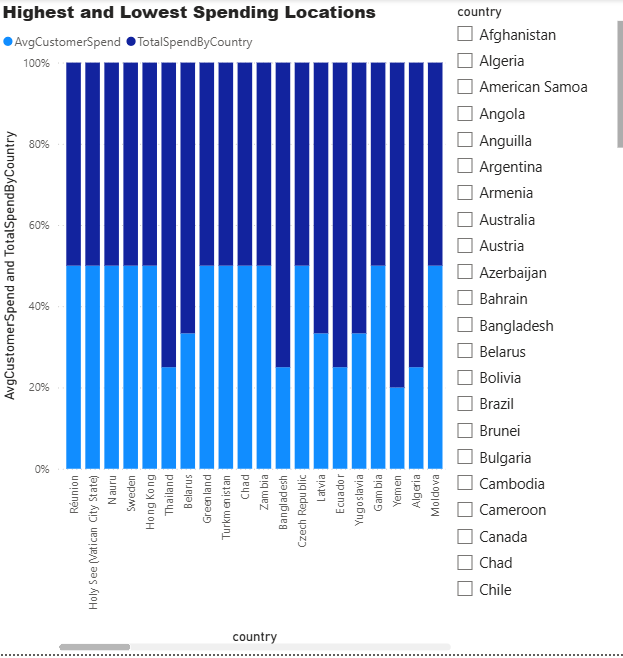 Highest and Lowest Spending Locations
AvgCustomerSpend TotalSpendByCountry
AvgCustomerSpend and TotalSpendByCountry
100%
80%
60%
40%
20%
0%
Réunion
Holy See (Vatican City State)
Nauru
Sweden
Hong Kong
Thailand
Belarus
Greenland
Turkmenistan
Chad
Zambia
Bangladesh
Czech Republic
Latvia
Ecuador
Yugoslavia
Gambia
Yemen
Algeria
Moldova
country
country
Afghanistan
Algeria
American Samoa
Angola
Anguilla
Argentina
Armenia
Australia
Austria
Azerbaijan
Bahrain
Bangladesh
Belarus
Bolivia
Brazil
Brunei
Bulgaria
Cambodia
Cameroon
Canada
Chad
Chile